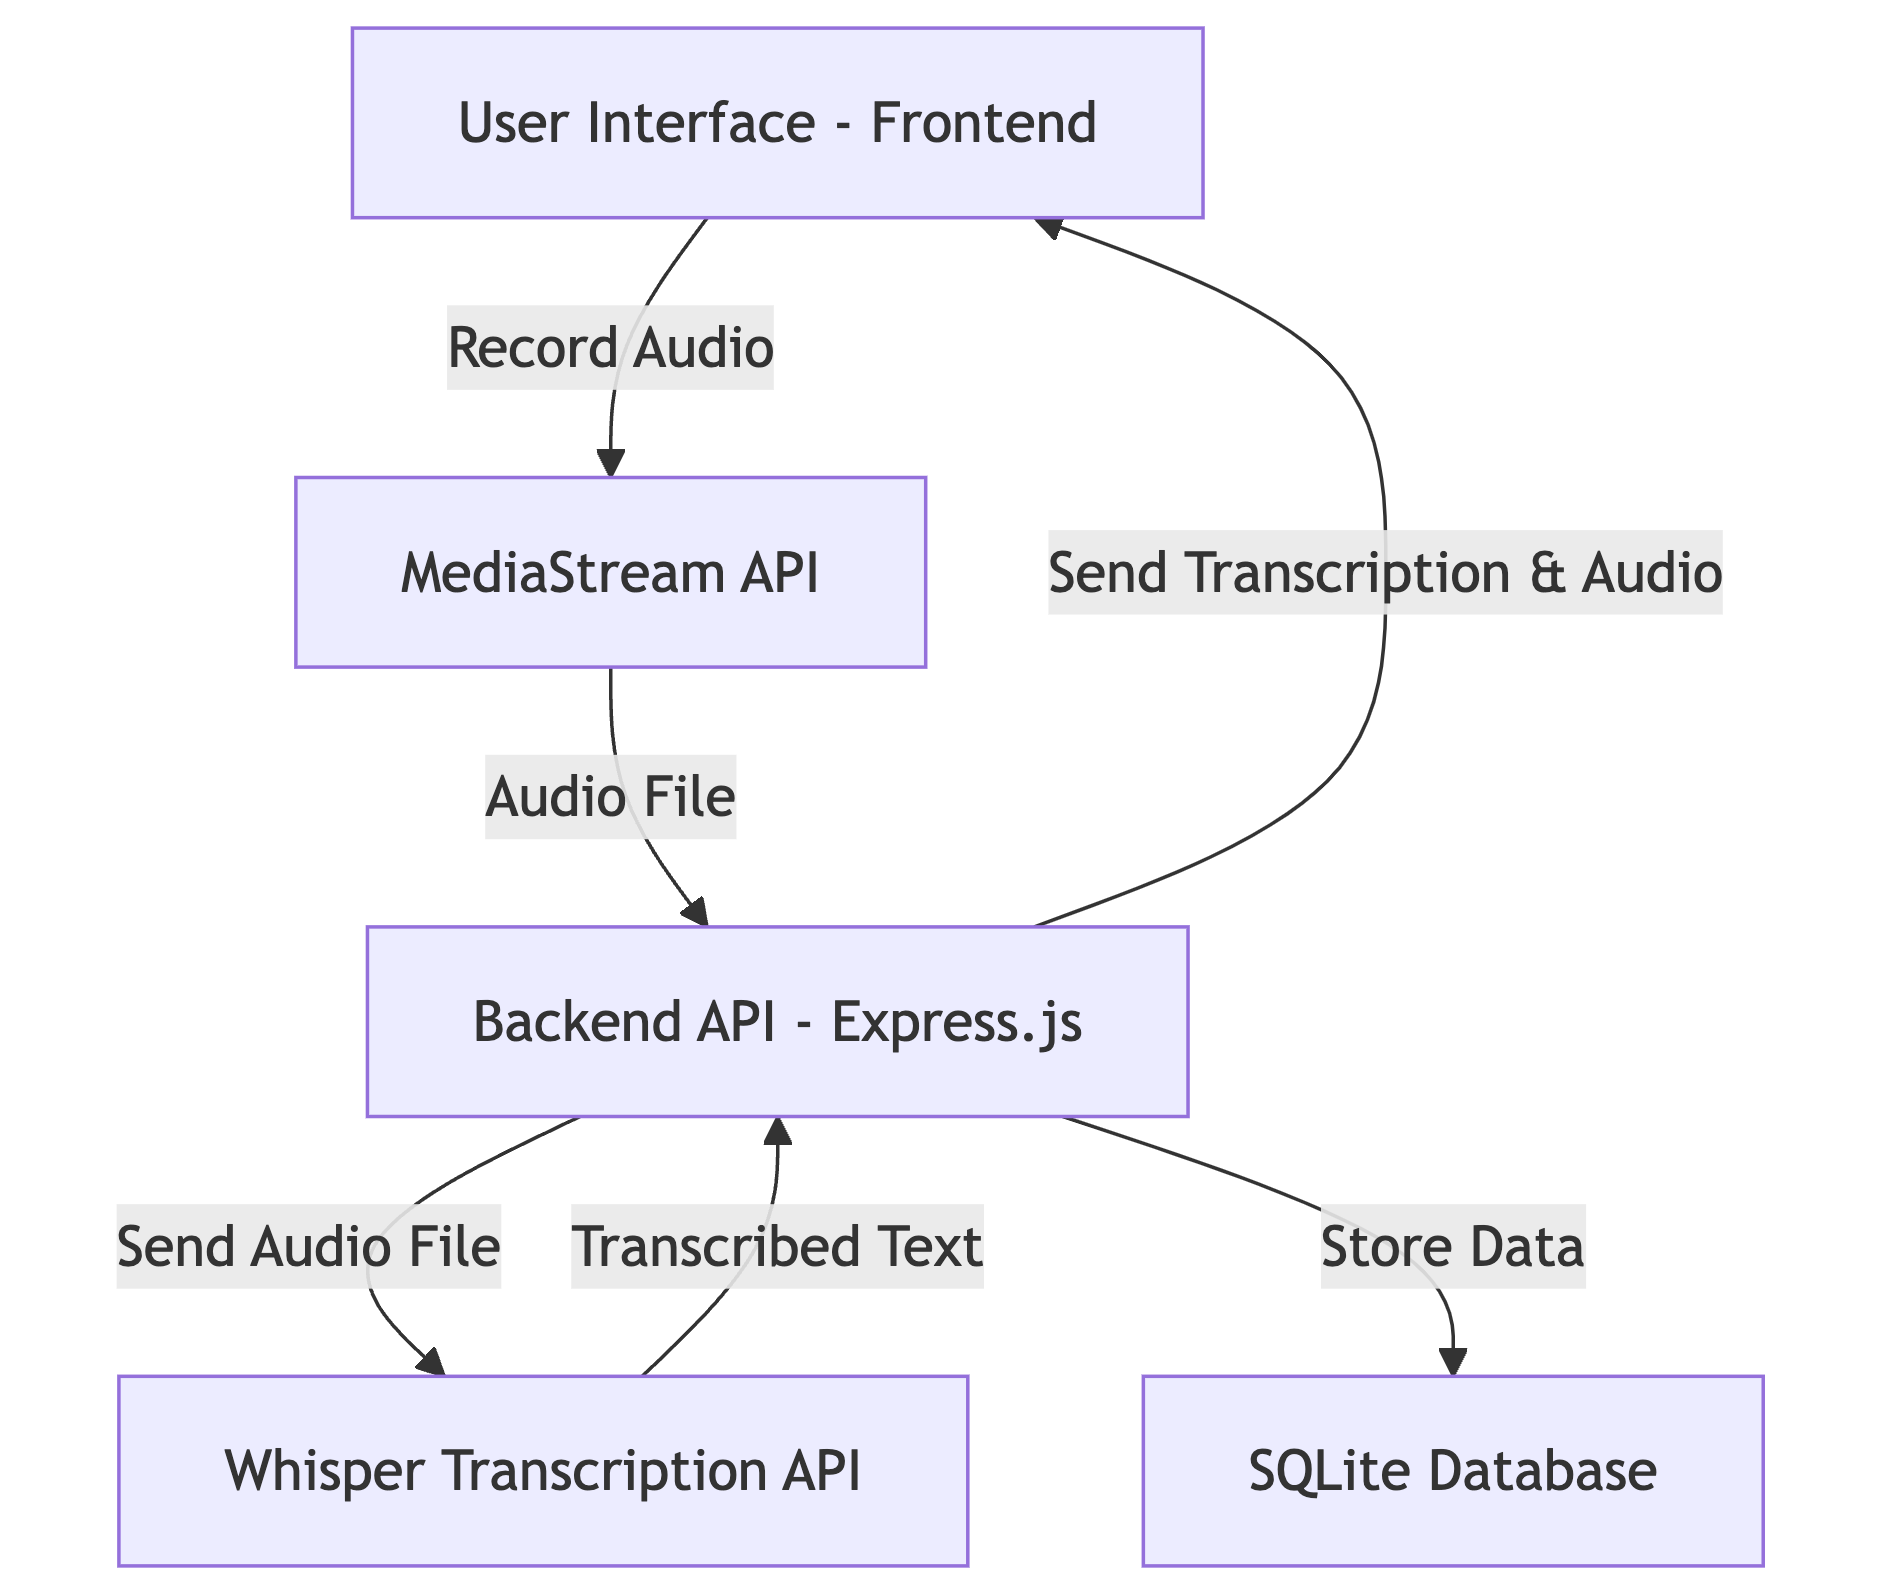 User Interface - Frontend
Record Audio
MediaStream API
Send Transcription & Audio
Audio File
Backend API - Express.js
Send Audio File
Transcribed Text
Store Data
Whisper Transcription API
SQLite Database